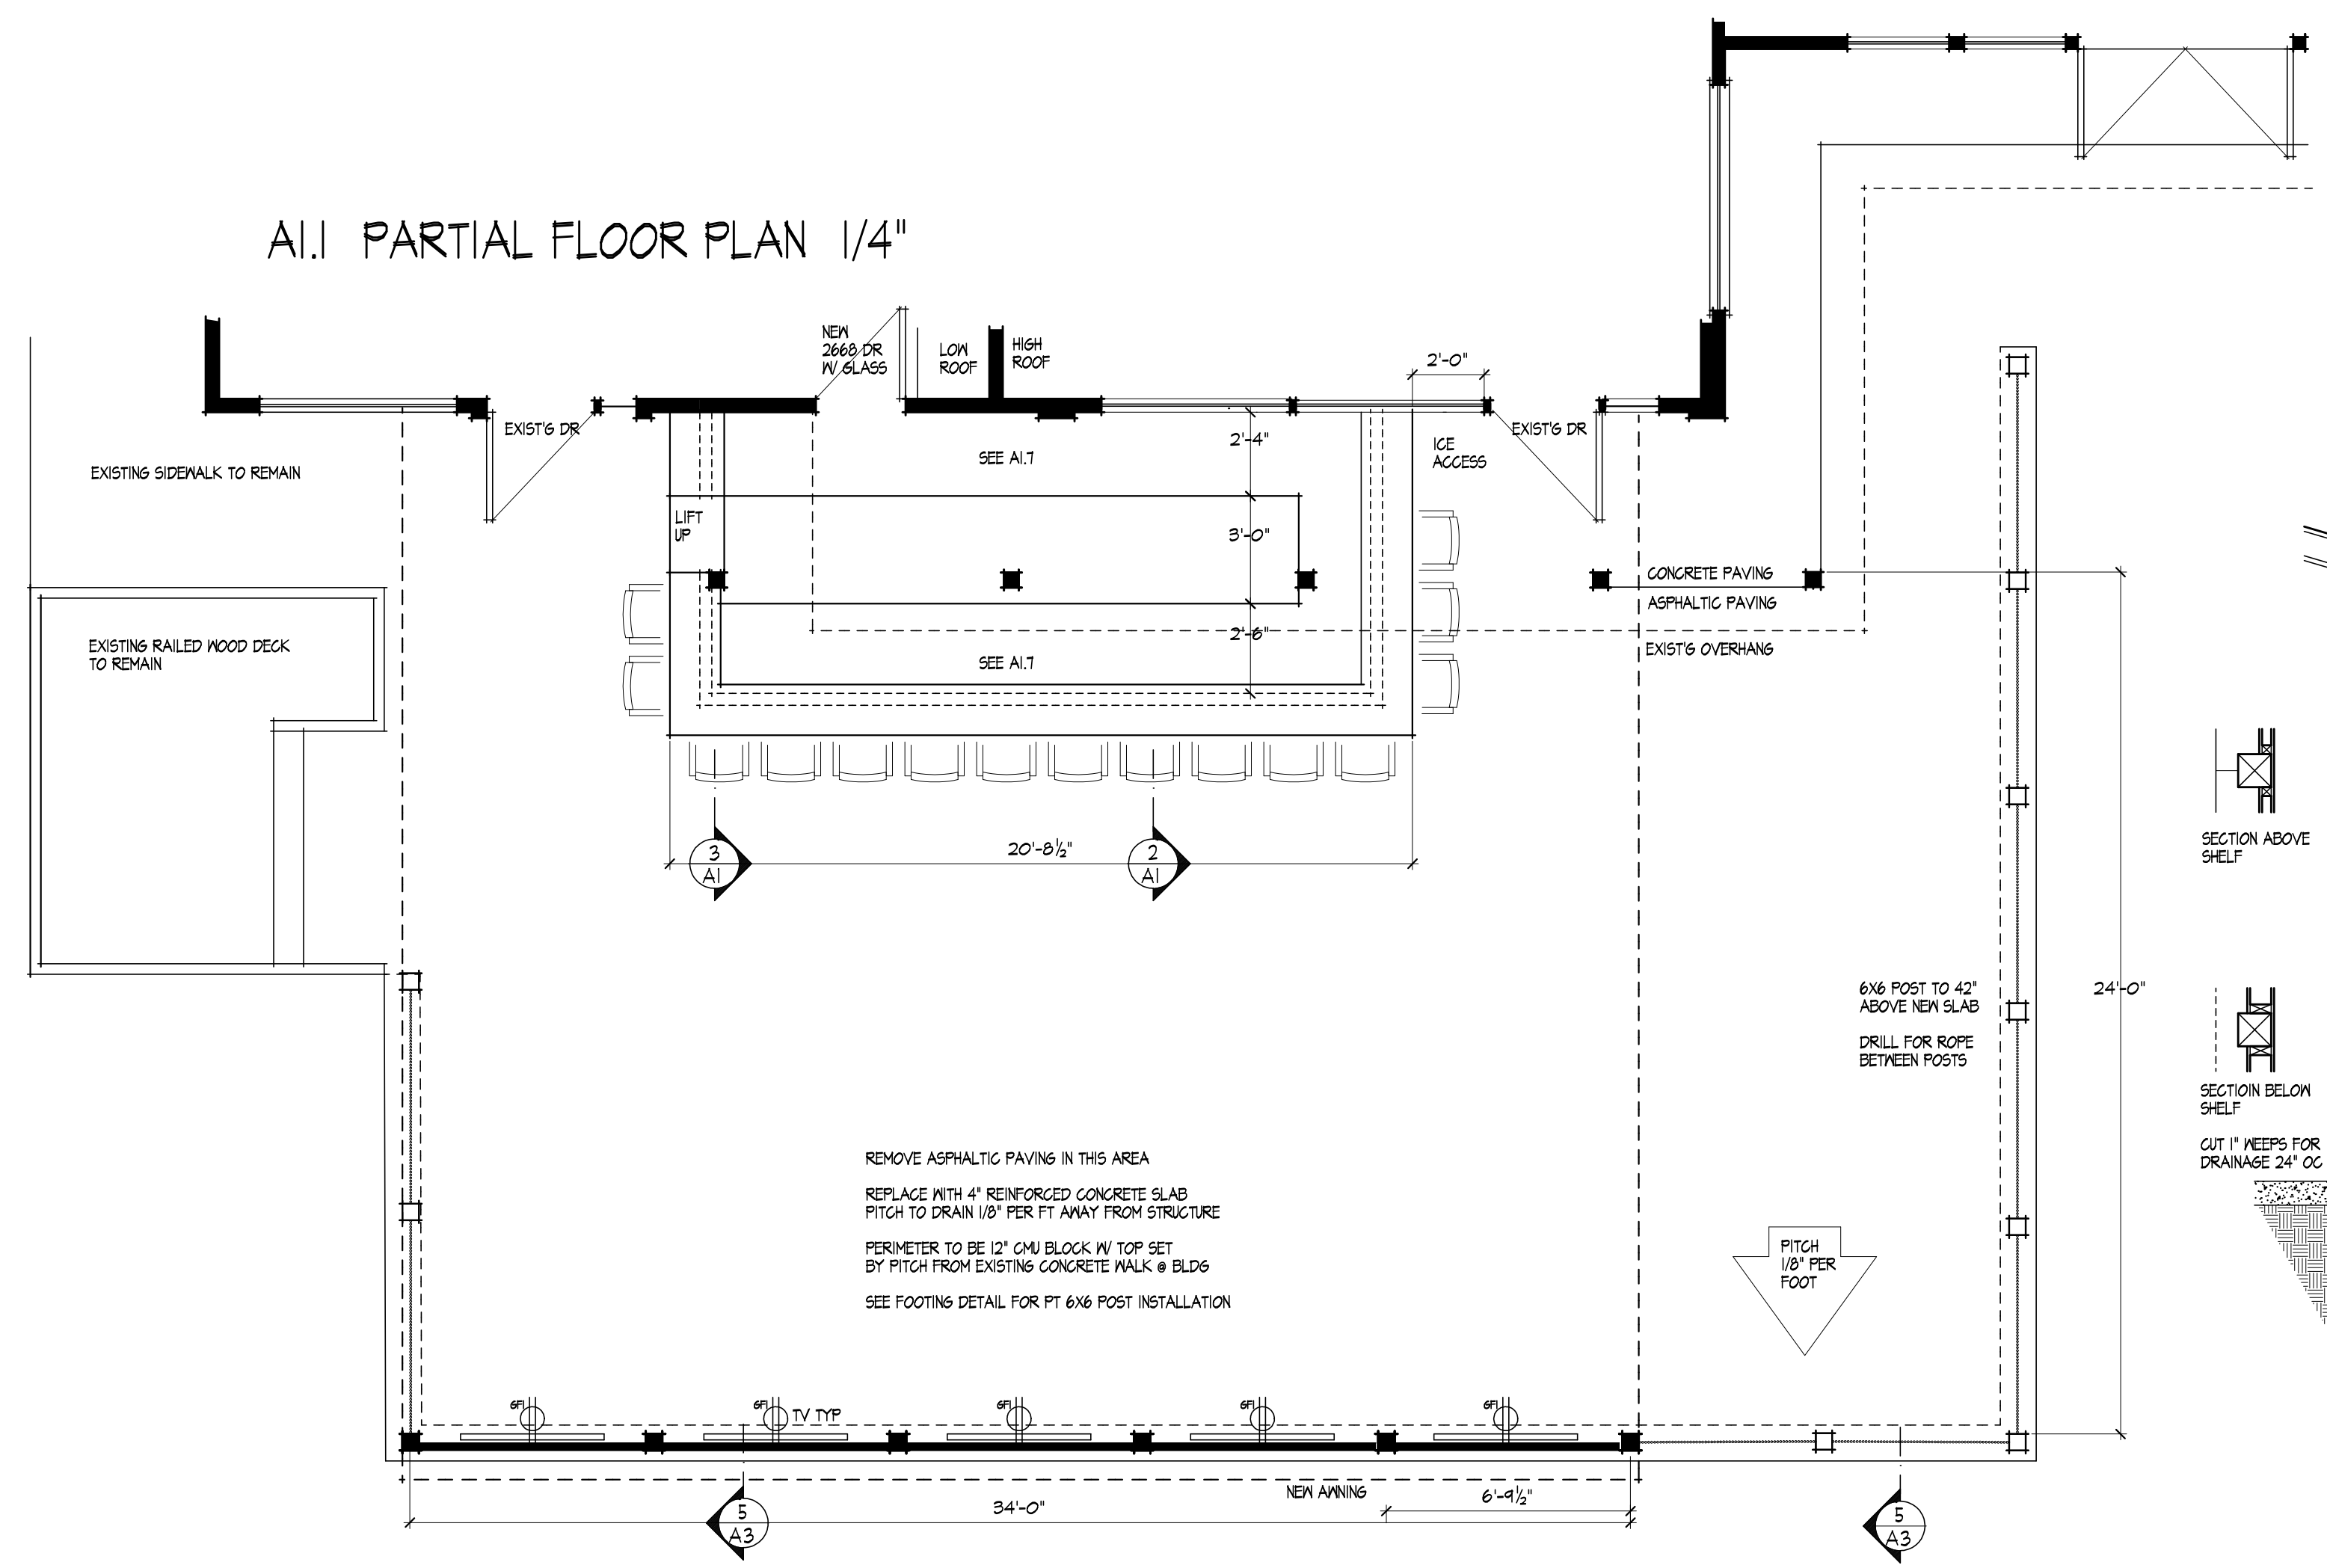 A1.1 PARTIAL FLOOR PLAN 1/4"
NEW
2668 DR
W/ GLASS
LOW
ROOF
HIGH
ROOF
2'-0"
EXIST'G DR
EXIST'G DR
2'-4"
ICE
ACCESS
SEE A1.7
EXISTING SIDEWALK TO REMAIN
LIFT
UP
3'-0"
CONCRETE PAVING
ASPHALTIC PAVING
2'-6"
EXIST'G OVERHANG
EXISTING RAILED WOOD DECK
TO REMAIN
SEE A1.7
SECTION ABOVE
SHELF
20'-8½"
3
A1
2
A1
6X6 POST TO 42"
ABOVE NEW SLAB
DRILL FOR ROPE
BETWEEN POSTS
24'-0"
SECTIOIN BELOW
SHELF
CUT 1" WEEPS FOR
DRAINAGE 24" OC
REMOVE ASPHALTIC PAVING IN THIS AREA
REPLACE WITH 4" REINFORCED CONCRETE SLAB
PITCH TO DRAIN 1/8" PER FT AWAY FROM STRUCTURE
PERIMETER TO BE 12" CMU BLOCK W/ TOP SET
BY PITCH FROM EXISTING CONCRETE WALK @ BLDG
SEE FOOTING DETAIL FOR PT 6X6 POST INSTALLATION
PITCH
1/8" PER
FOOT
GFI
GFI
TV TYP
GFI
GFI
GFI
NEW AWNING
6'-9½"
34'-0"
5
A3
5
A3